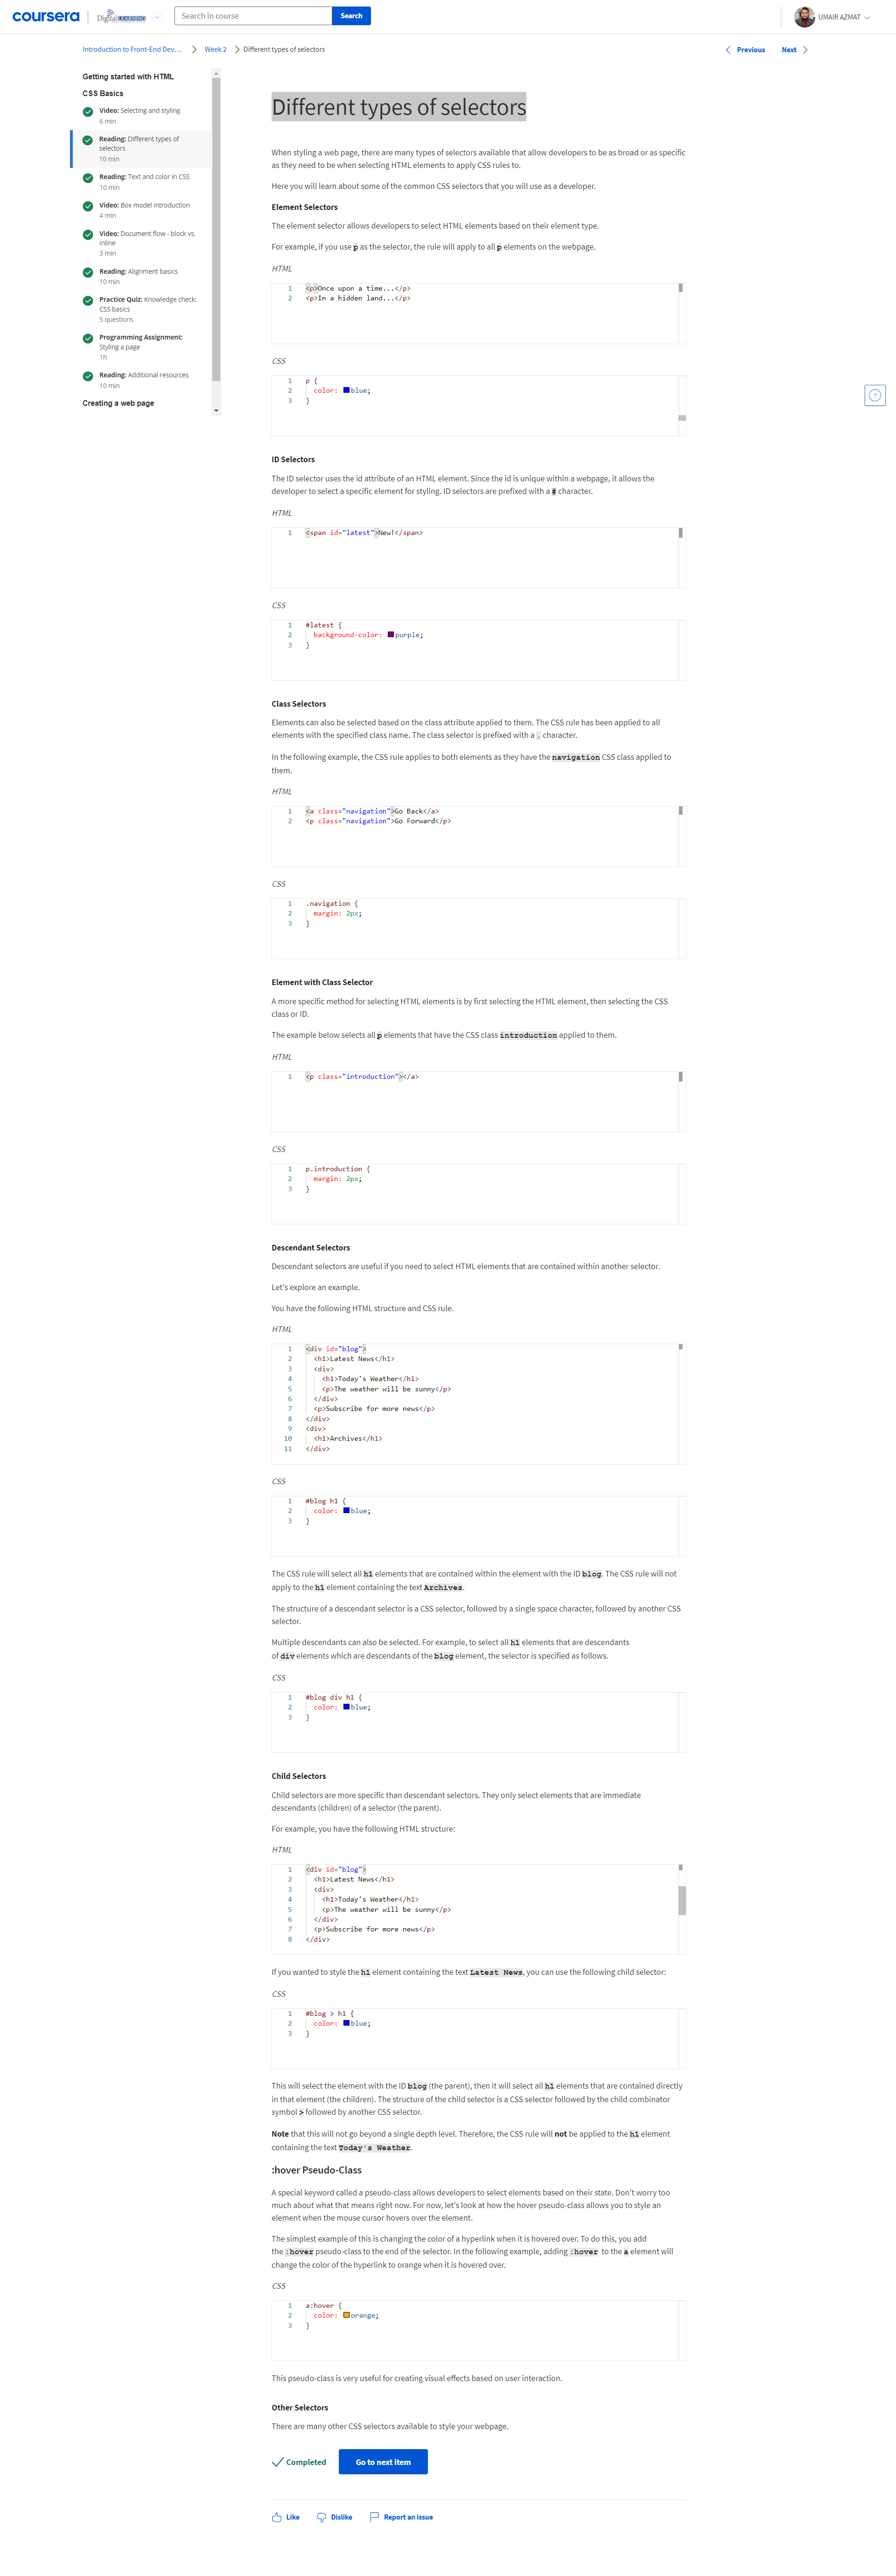 coursera
Digital LEARNING
Search in course
Search
UMAIR AZMAT
Introduction to Front-End Dev...
Week 2
Different types of selectors
Previous
Next
Getting started with HTML
CSS Basics
Video: Selecting and styling
6 min
Reading: Different types of
selectors
10 min
Reading: Text and color in CSS
10 min
Video: Box model introduction
4 min
Video: Document flow - block vs.
inline
3 min
Reading: Alignment basics
10 min
Practice Quiz: Knowledge check:
CSS basics
5 questions
Programming Assignment:
Styling a page
1h
Reading: Additional resources
10 min
Creating a web page
Different types of selectors
When styling a web page, there are many types of selectors available that allow developers to be as broad or as specific
as they need to be when selecting HTML elements to apply CSS rules to.
Here you will learn about some of the common CSS selectors that you will use as a developer.
Element Selectors
The element selector allows developers to select HTML elements based on their element type.
For example, if you use p as the selector, the rule will apply to all p elements on the webpage.
HTML
1 <p>Once upon a time...</p>
2 <p>In a hidden land...</p>
CSS
1 p {
2 color: blue;
3 }
ID Selectors
The ID selector uses the id attribute of an HTML element. Since the id is unique within a webpage, it allows the
developer to select a specific element for styling. ID selectors are prefixed with a # character.
HTML
1 <span id="latest">New!</span>
CSS
1 #latest {
2 background-color: purple;
3 }
Class Selectors
Elements can also be selected based on the class attribute applied to them. The CSS rule has been applied to all
elements with the specified class name. The class selector is prefixed with a . character.
In the following example, the CSS rule applies to both elements as they have the navigation CSS class applied to
them.
HTML
1 <a class="navigation">Go Back</a>
2 <p class="navigation">Go Forward</p>
CSS
1 .navigation {
2 margin: 2px;
3 }
Element with Class Selector
A more specific method for selecting HTML elements is by first selecting the HTML element, then selecting the CSS
class or ID.
The example below selects all p elements that have the CSS class introduction applied to them.
HTML
1 <p class="introduction"></a>
CSS
1 p.introduction {
2 margin: 2px;
3 }
Descendant Selectors
Descendant selectors are useful if you need to select HTML elements that are contained within another selector.
Let's explore an example.
You have the following HTML structure and CSS rule.
HTML
1 <div id="blog">
2 <h1>Latest News</h1>
3 <div>
4 <h1>Today's Weather</h1>
5 <p>The weather will be sunny</p>
6 </div>
7 <p>Subscribe for more news</p>
8 </div>
9 <div>
10 <h1>Archives</h1>
11 </div>
CSS
1 #blog h1 {
2 color: blue;
3 }
The CSS rule will select all h1 elements that are contained within the element with the ID blog. The CSS rule will not
apply to the h1 element containing the text Archives.
The structure of a descendant selector is a CSS selector, followed by a single space character, followed by another CSS
selector.
Multiple descendants can also be selected. For example, to select all h1 elements that are descendants
of div elements which are descendants of the blog element, the selector is specified as follows.
CSS
1 #blog div h1 {
2 color: blue;
3 }
Child Selectors
Child selectors are more specific than descendant selectors. They only select elements that are immediate
descendants (children) of a selector (the parent).
For example, you have the following HTML structure:
HTML
1 <div id="blog">
2 <h1>Latest News</h1>
3 <div>
4 <h1>Today's Weather</h1>
5 <p>The weather will be sunny</p>
6 </div>
7 <p>Subscribe for more news</p>
8 </div>
If you wanted to style the h1 element containing the text Latest News, you can use the following child selector:
CSS
1 #blog > h1 {
2 color: blue;
3 }
This will select the element with the ID blog (the parent), then it will select all h1 elements that are contained directly
in that element (the children). The structure of the child selector is a CSS selector followed by the child combinator
symbol > followed by another CSS selector.
Note that this will not go beyond a single depth level. Therefore, the CSS rule will not be applied to the h1 element
containing the text Today's Weather.
:hover Pseudo-Class
A special keyword called a pseudo-class allows developers to select elements based on their state. Don't worry too
much about what that means right now. For now, let's look at how the hover pseudo-class allows you to style an
element when the mouse cursor hovers over the element.
The simplest example of this is changing the color of a hyperlink when it is hovered over. To do this, you add
the :hover pseudo-class to the end of the selector. In the following example, adding :hover to the a element will
change the color of the hyperlink to orange when it is hovered over.
CSS
1 a:hover {
2 color: orange;
3 }
This pseudo-class is very useful for creating visual effects based on user interaction.
Other Selectors
There are many other CSS selectors available to style your webpage.
Completed
Go to next item
Like
Dislike
Report an issue